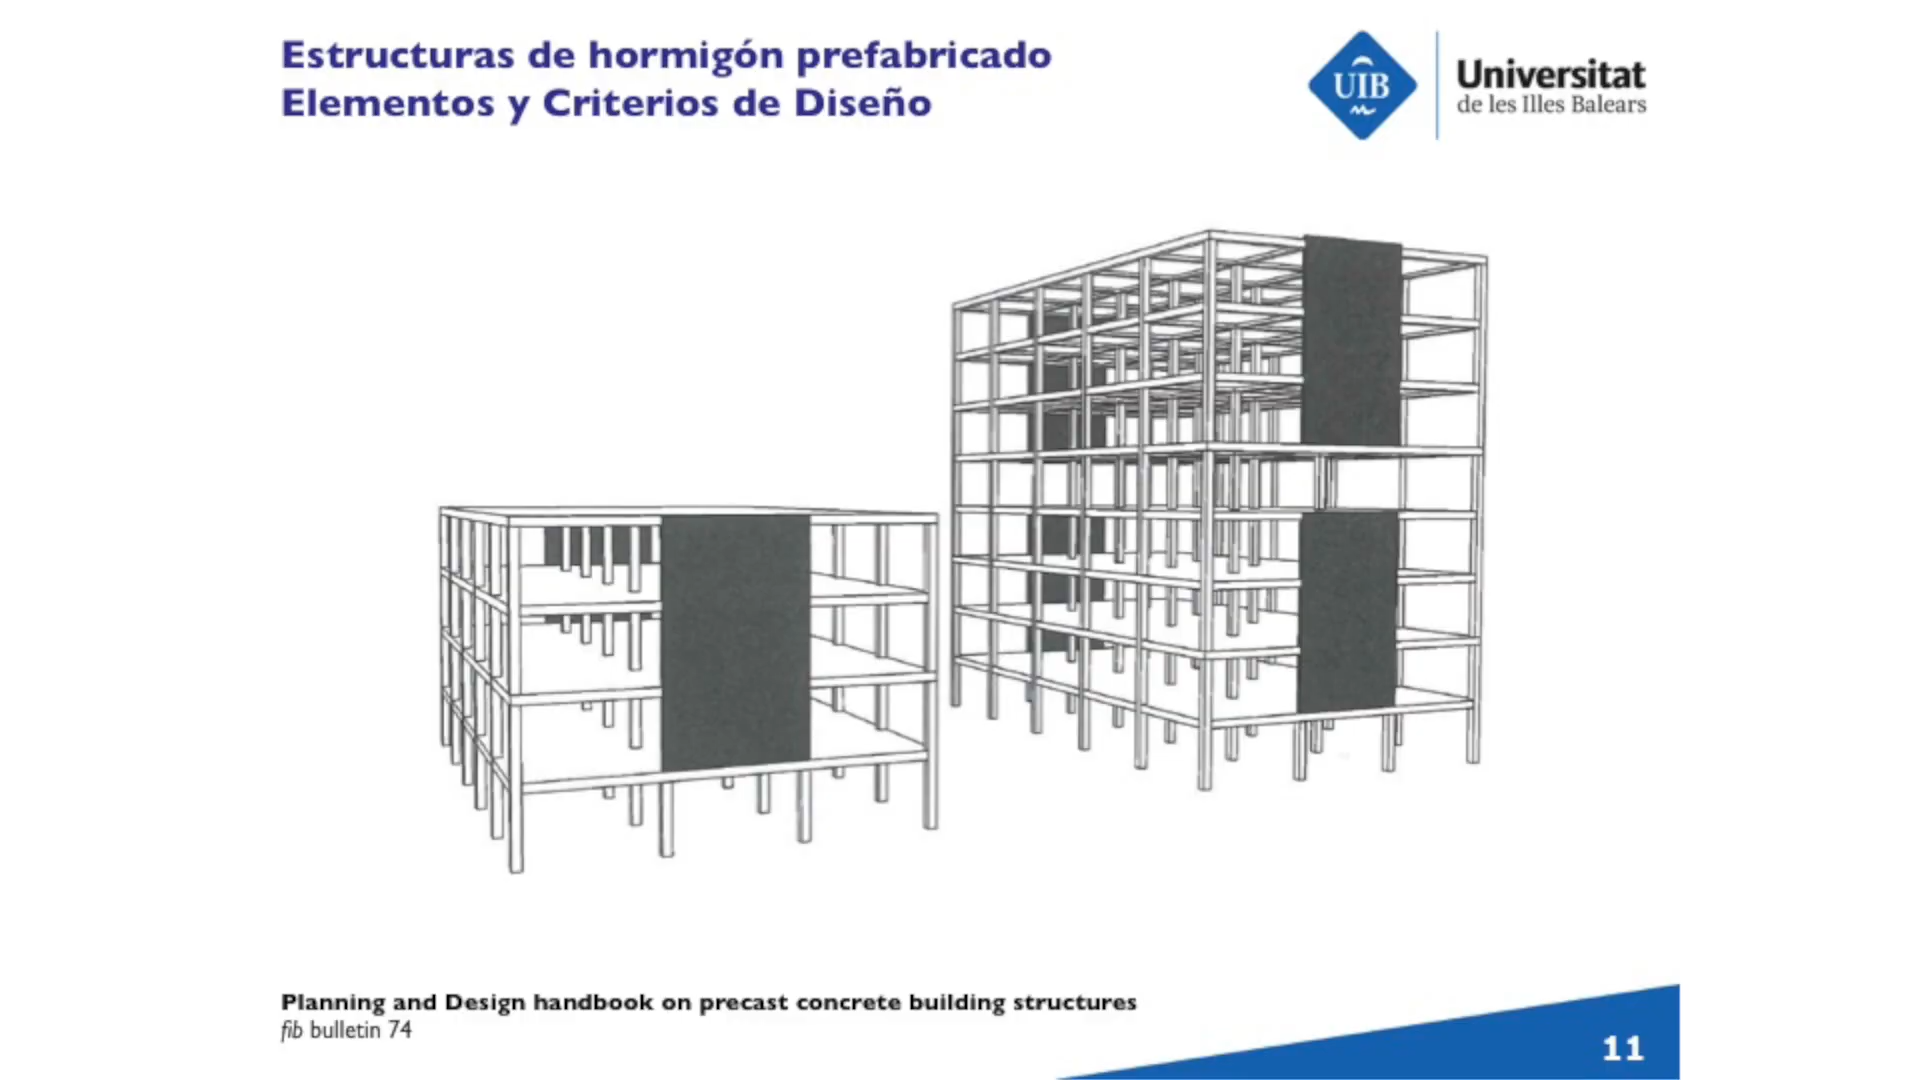 Estructuras de hormigón prefabricado
Elementos y Criterios de Diseño
UIB
Universitat
de les Illes Balears
Planning and Design handbook on precast concrete building structures
fib bulletin 74
11